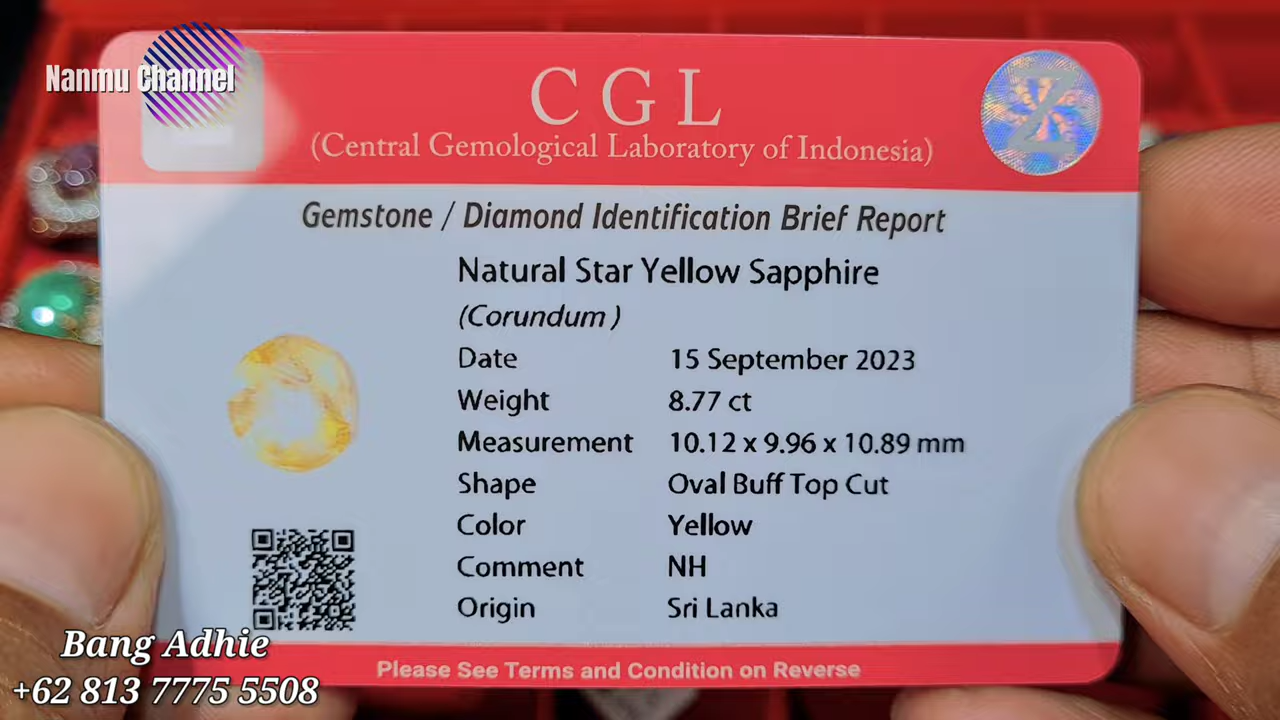 Nanmu Channel
C G L
(Central Gemological Laboratory of Indonesia)
Gemstone / Diamond Identification Brief Report
Natural Star Yellow Sapphire
(Corundum)
Date 15 September 2023
Weight 8.77 ct
Measurement 10.12 x 9.96 x 10.89 mm
Shape Oval Buff Top Cut
Color Yellow
Comment NH
Origin Sri Lanka
Bang Adhie
+62 813 7775 5508
Please See Terms and Condition on Reverse